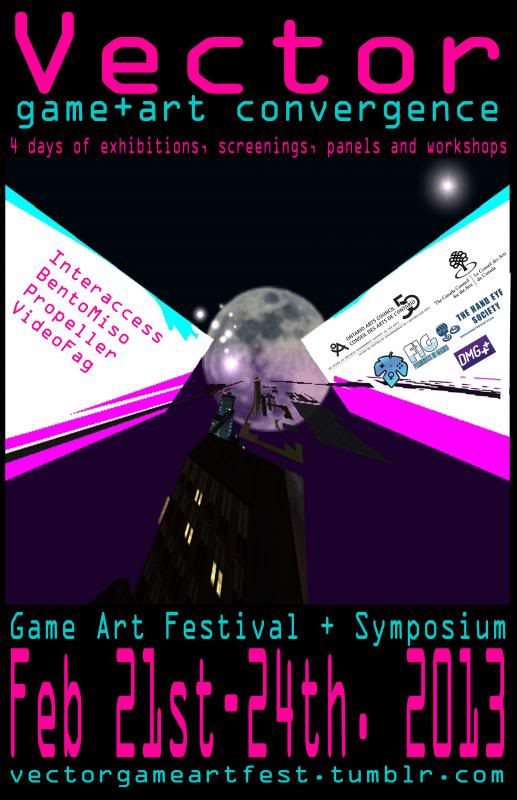 Vector
game+art convergence
4 days of exhibitions, screenings, panels and workshops
Interaccess
BentoMiso
Propeller
VideoFag
The Canada Council for the Arts
Le Conseil des Arts du Canada
ONTARIO ARTS COUNCIL
CONSEIL DES ARTS DE L'ONTARIO
50
THE HAND EYE
SOCIETY
DMG+
Game Art Festival + Symposium
Feb 21st-24th. 2013
vectorgameartfest.tumblr.com